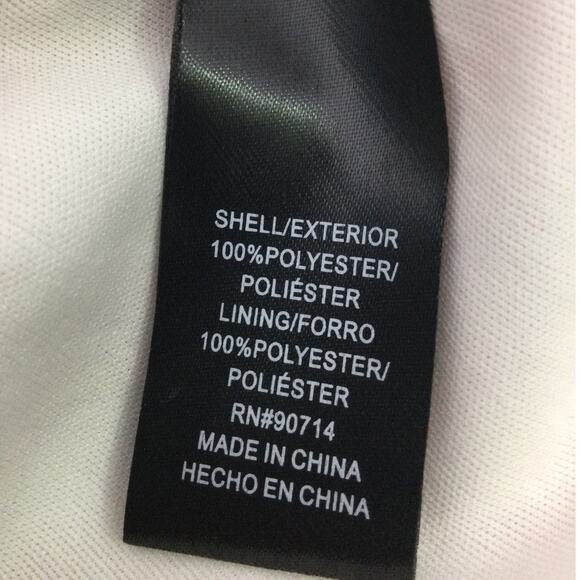 SHELL/EXTERIOR
100%POLYESTER/
POLIÉSTER
LINING/FORRO
100%POLYESTER/
POLIÉSTER
RN#90714
MADE IN CHINA
HECHO EN CHINA